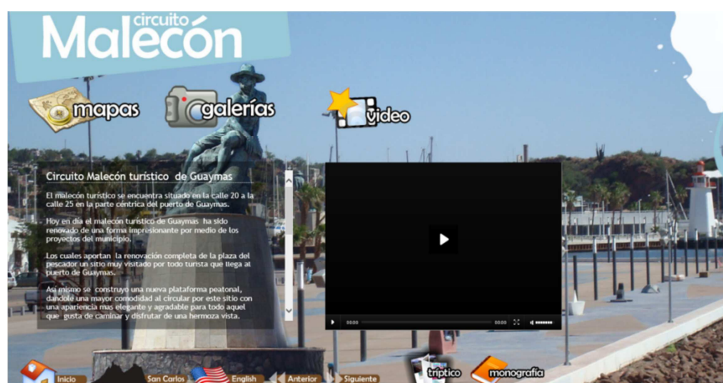 circuito
Malecón
mapas
galerías
video
Circuito Malecón turístico de Guaymas
El malecón turístico se encuentra situado en la calle 20 a la
calle 25 en la parte céntrica del puerto de Guaymas.
Hoy en día el malecón turístico de Guaymas ha sido
renovado de una forma impresionante por medio de los
proyectos del municipio.
Los cuales aportan la renovación completa de la plaza del
pescador un sitio muy visitado por todo turista que llega al
puerto de Guaymas.
Así mismo se construyo una nueva plataforma peatonal,
dandole una mayor comodidad al circular por este sitio con
una apariencia mas elegante y agradable para todo aquel
que gusta de caminar y disfrutar de una hermoza vista.
00:00
00:00
tríptico
monografía
Inicio
San Carlos
English
Anterior
Siguiente